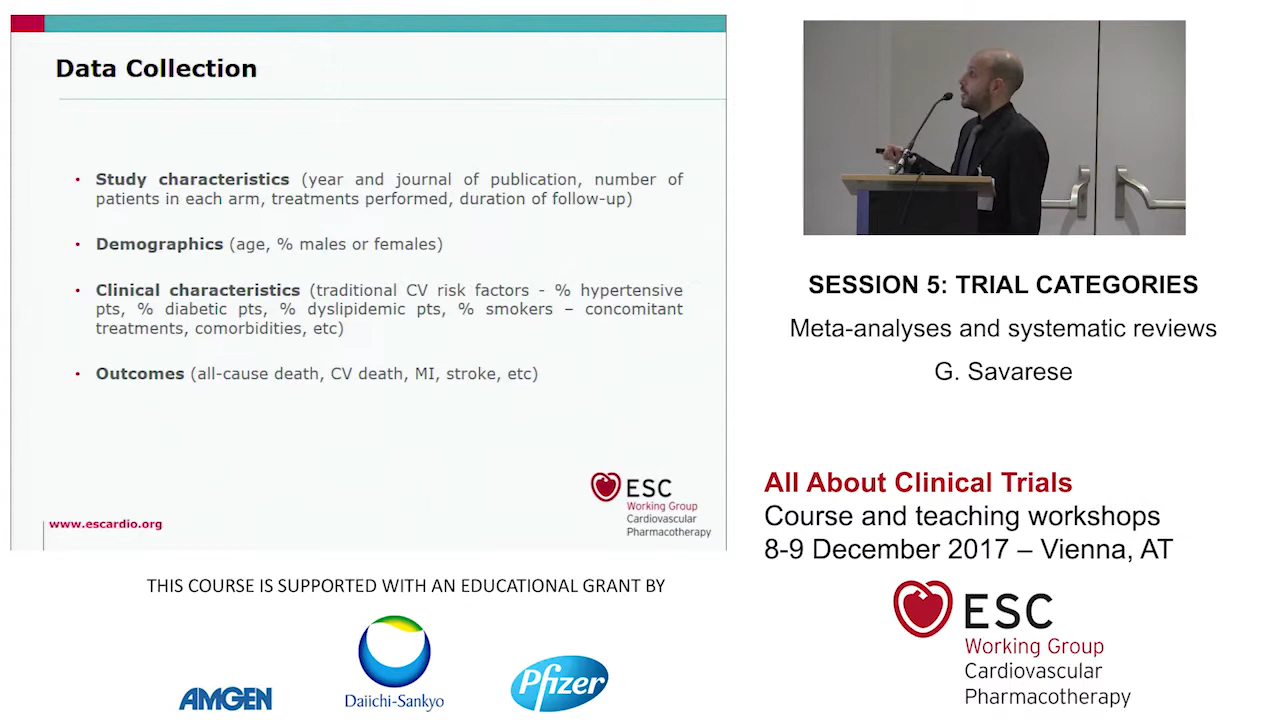 Data Collection
• Study characteristics (year and journal of publication, number of
patients in each arm, treatments performed, duration of follow-up)
• Demographics (age, % males or females)
• Clinical characteristics (traditional CV risk factors - % hypertensive
pts, % diabetic pts, % dyslipidemic pts, % smokers – concomitant
treatments, comorbidities, etc)
• Outcomes (all-cause death, CV death, MI, stroke, etc)
ESC
Working Group
Cardiovascular
Pharmacotherapy
www.escardio.org
SESSION 5: TRIAL CATEGORIES
Meta-analyses and systematic reviews
G. Savarese
All About Clinical Trials
Course and teaching workshops
8-9 December 2017 – Vienna, AT
ESC
Working Group
Cardiovascular
Pharmacotherapy
THIS COURSE IS SUPPORTED WITH AN EDUCATIONAL GRANT BY
AMGEN
Daiichi-Sankyo
Pfizer